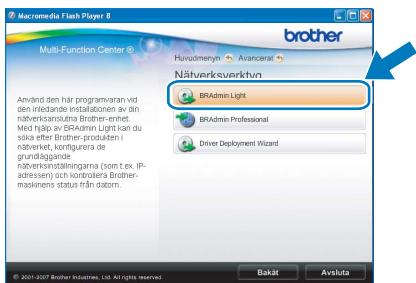 Macromedia Flash Player 8
brother
Multi-Function Center ®
Huvudmenyn Avancerat
Nätverksverktyg
Använd den här programvaran vid
den inledande installationen av din
nätverksanslutna Brother-enhet.
Med hjälp av BRAdmin Light kan du
söka efter Brother-produkten i
nätverket, konfigurera de
grundläggande
nätverksinställningarna (som t.ex. IP-
adressen) och kontrollera Brother-
maskinens status från datorn.
BRAdmin Light
BRAdmin Professional
Driver Deployment Wizard
© 2001-2007 Brother Industries, Ltd. All rights reserved.
Bakåt
Avsluta